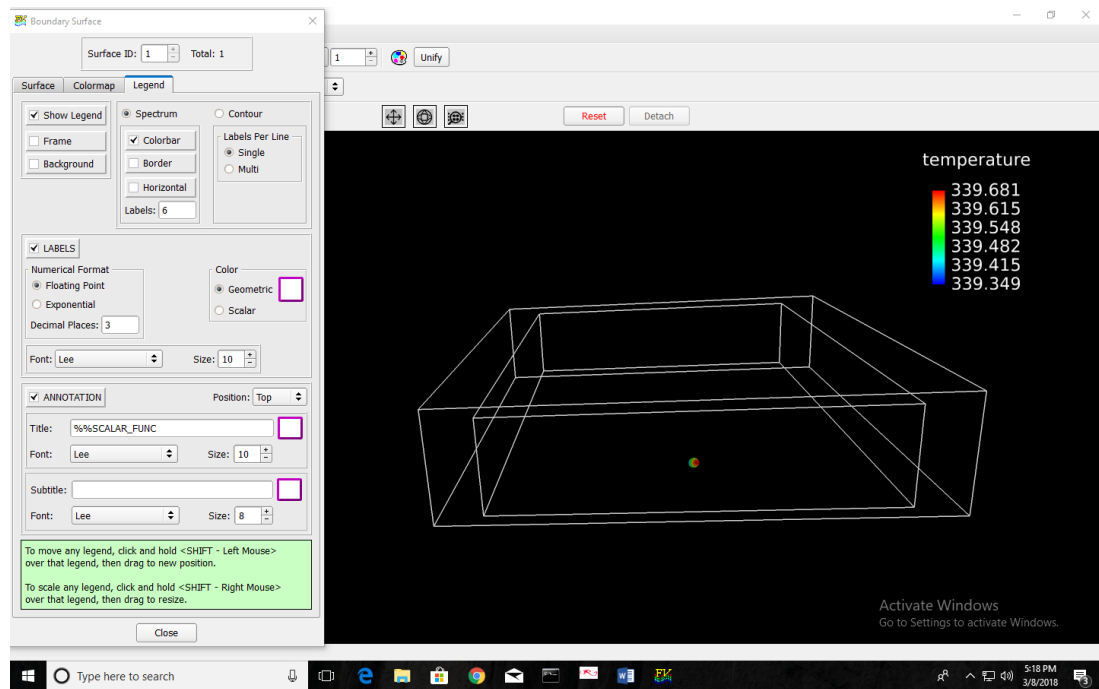 Boundary Surface
Surface ID: 1 Total: 1
Surface Colormap Legend
Show Legend
Frame
Background
Spectrum
Colorbar
Border
Horizontal
Labels: 6
Contour
Labels Per Line
Single
Multi
LABELS
Numerical Format
Floating Point
Exponential
Decimal Places: 3
Color
Geometric
Scalar
Font: Lee Size: 10
ANNOTATION Position: Top
Title: %%SCALAR_FUNC
Font: Lee Size: 10
Subtitle:
Font: Lee Size: 8
To move any legend, click and hold <SHIFT - Left Mouse>
over that legend, then drag to new position.
To scale any legend, click and hold <SHIFT - Right Mouse>
over that legend, then drag to resize.
Close
1 Unify
Reset Detach
temperature
339.681
339.615
339.548
339.482
339.415
339.349
Activate Windows
Go to Settings to activate Windows.
Type here to search
5:18 PM
3/8/2018